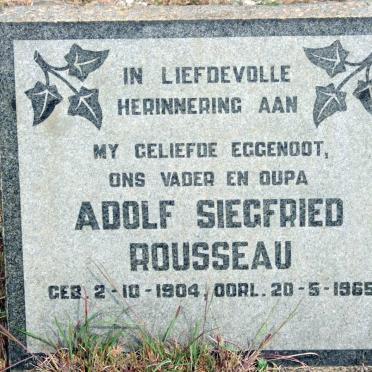 IN LIEFDEVOLLE
HERINNERING AAN
MY GELIEFDE EGGENOOT,
ONS VADER EN OUPA
ADOLF SIEGFRIED
ROUSSEAU
GEB. 2-10-1904, OORL. 20-5-1965